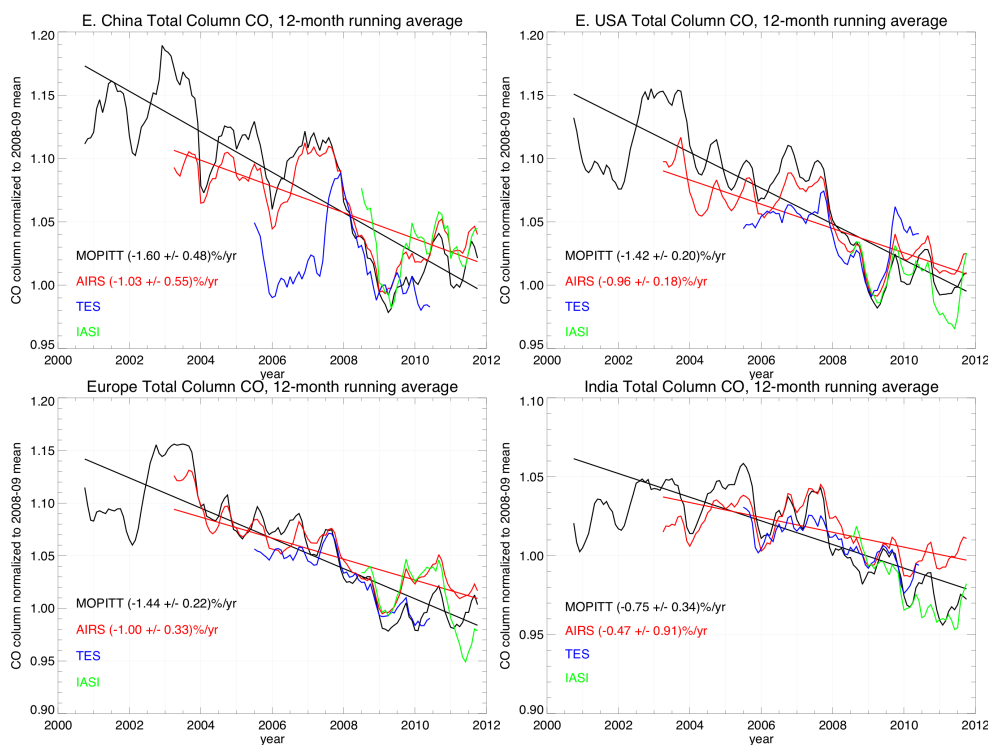 E. China Total Column CO, 12-month running average
CO column normalized to 2008-09 mean
1.20
1.15
1.10
1.05
1.00
0.95
MOPITT (-1.60 +/- 0.48)%/yr
AIRS (-1.03 +/- 0.55)%/yr
TES
IASI
2000 2002 2004 2006 2008 2010 2012
year
E. USA Total Column CO, 12-month running average
CO column normalized to 2008-09 mean
1.20
1.15
1.10
1.05
1.00
0.95
MOPITT (-1.42 +/- 0.20)%/yr
AIRS (-0.96 +/- 0.18)%/yr
TES
IASI
2000 2002 2004 2006 2008 2010 2012
year
Europe Total Column CO, 12-month running average
CO column normalized to 2008-09 mean
1.20
1.15
1.10
1.05
1.00
0.95
0.90
MOPITT (-1.44 +/- 0.22)%/yr
AIRS (-1.00 +/- 0.33)%/yr
TES
IASI
2000 2002 2004 2006 2008 2010 2012
year
India Total Column CO, 12-month running average
CO column normalized to 2008-09 mean
1.10
1.05
1.00
0.95
0.90
MOPITT (-0.75 +/- 0.34)%/yr
AIRS (-0.47 +/- 0.91)%/yr
TES
IASI
2000 2002 2004 2006 2008 2010 2012
year